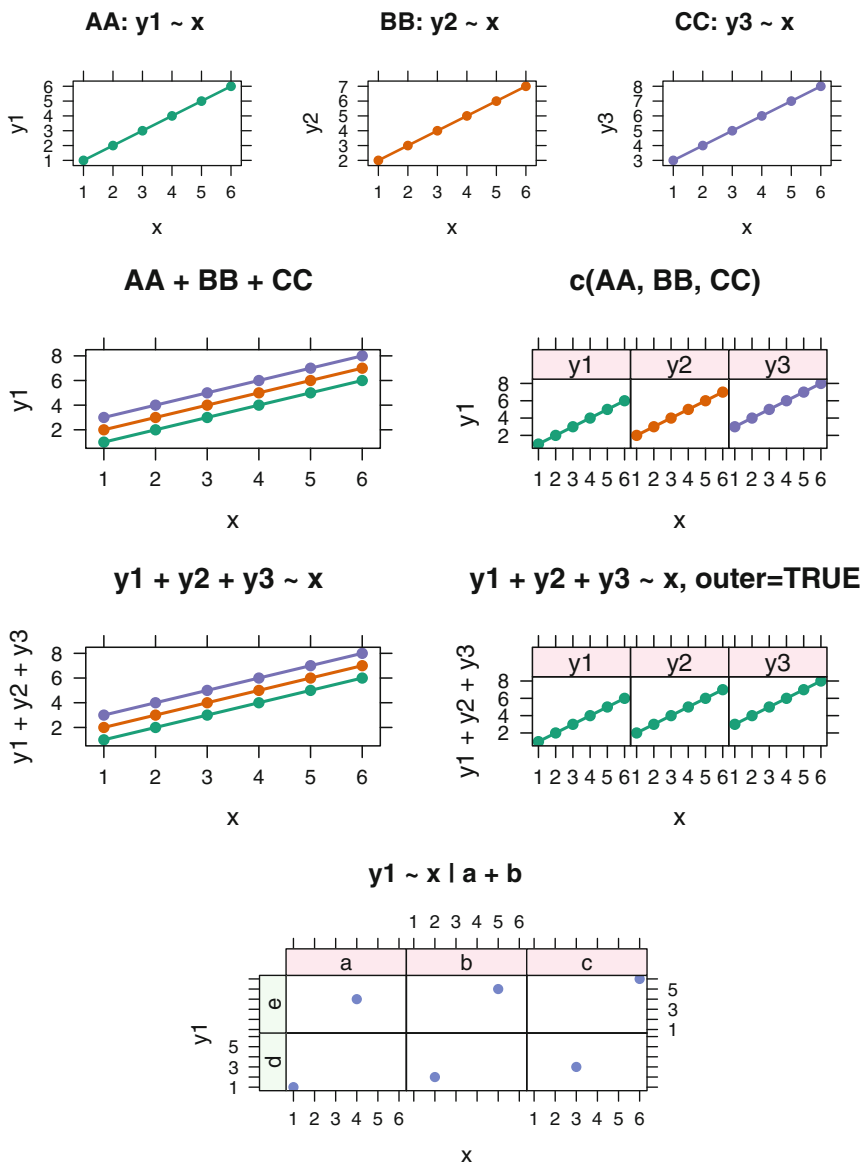 AA: y1 ~ x BB: y2 ~ x CC: y3 ~ x
y1 6 5 4 3 2 1
1 2 3 4 5 6
x
y2 7 6 5 4 3 2
1 2 3 4 5 6
x
y3 8 7 6 5 4 3
1 2 3 4 5 6
x
AA + BB + CC
y1 8 6 4 2
1 2 3 4 5 6
x
c(AA, BB, CC)
y1 y2 y3
y1 8 6 4 2
1 2 3 4 5 6 1 2 3 4 5 6 1 2 3 4 5 6
x
y1 + y2 + y3 ~ x
y1 + y2 + y3 8 6 4 2
1 2 3 4 5 6
x
y1 + y2 + y3 ~ x, outer=TRUE
y1 y2 y3
y1 + y2 + y3 8 6 4 2
1 2 3 4 5 6 1 2 3 4 5 6 1 2 3 4 5 6
x
y1 ~ x | a + b
1 2 3 4 5 6
a b c
e 5 3 1
y1 d 5 3 1
1 2 3 4 5 6 1 2 3 4 5 6
x